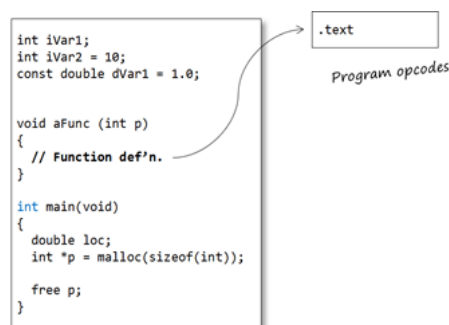 int iVar1;
int iVar2 = 10;
const double dVar1 = 1.0;
void aFunc (int p)
{
// Function def’n.
}
int main(void)
{
double loc;
int *p = malloc(sizeof(int));
free p;
}
.text
Program opcodes